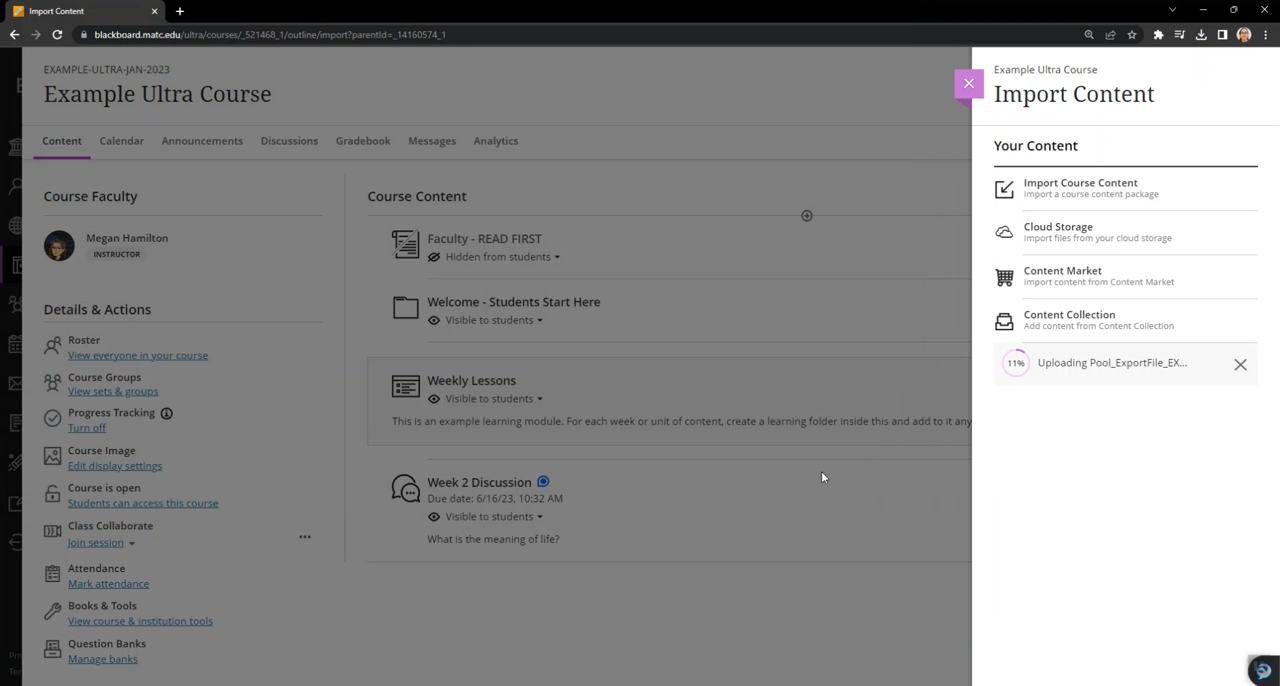 Import Content
blackboard.matc.edu/ultra/courses/_521468_1/outline/import?parentId=_14160574_1
EXAMPLE-ULTRA-JAN-2023
Example Ultra Course
Content Calendar Announcements Discussions Gradebook Messages Analytics
Course Faculty
Megan Hamilton
INSTRUCTOR
Details & Actions
Roster
View everyone in your course
Course Groups
View sets & groups
Progress Tracking
Turn off
Course Image
Edit display settings
Course is open
Students can access this course
Class Collaborate
Join session
Attendance
Mark attendance
Books & Tools
View course & institution tools
Question Banks
Manage banks
Course Content
Faculty - READ FIRST
Hidden from students
Welcome - Students Start Here
Visible to students
Weekly Lessons
Visible to students
This is an example learning module. For each week or unit of content, create a learning folder inside this and add to it any
Week 2 Discussion
Due date: 6/16/23, 10:32 AM
Visible to students
What is the meaning of life?
Example Ultra Course
Import Content
Your Content
Import Course Content
Import a course content package
Cloud Storage
Import files from your cloud storage
Content Market
Import content from Content Market
Content Collection
Add content from Content Collection
11% Uploading Pool_ExportFile_EX...